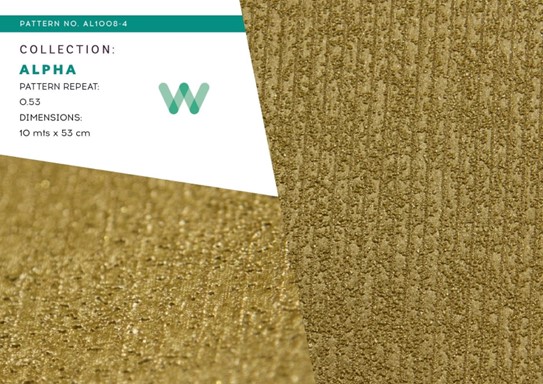 PATTERN NO. AL1008-4
COLLECTION:
ALPHA
PATTERN REPEAT:
0.53
DIMENSIONS:
10 mts x 53 cm
W